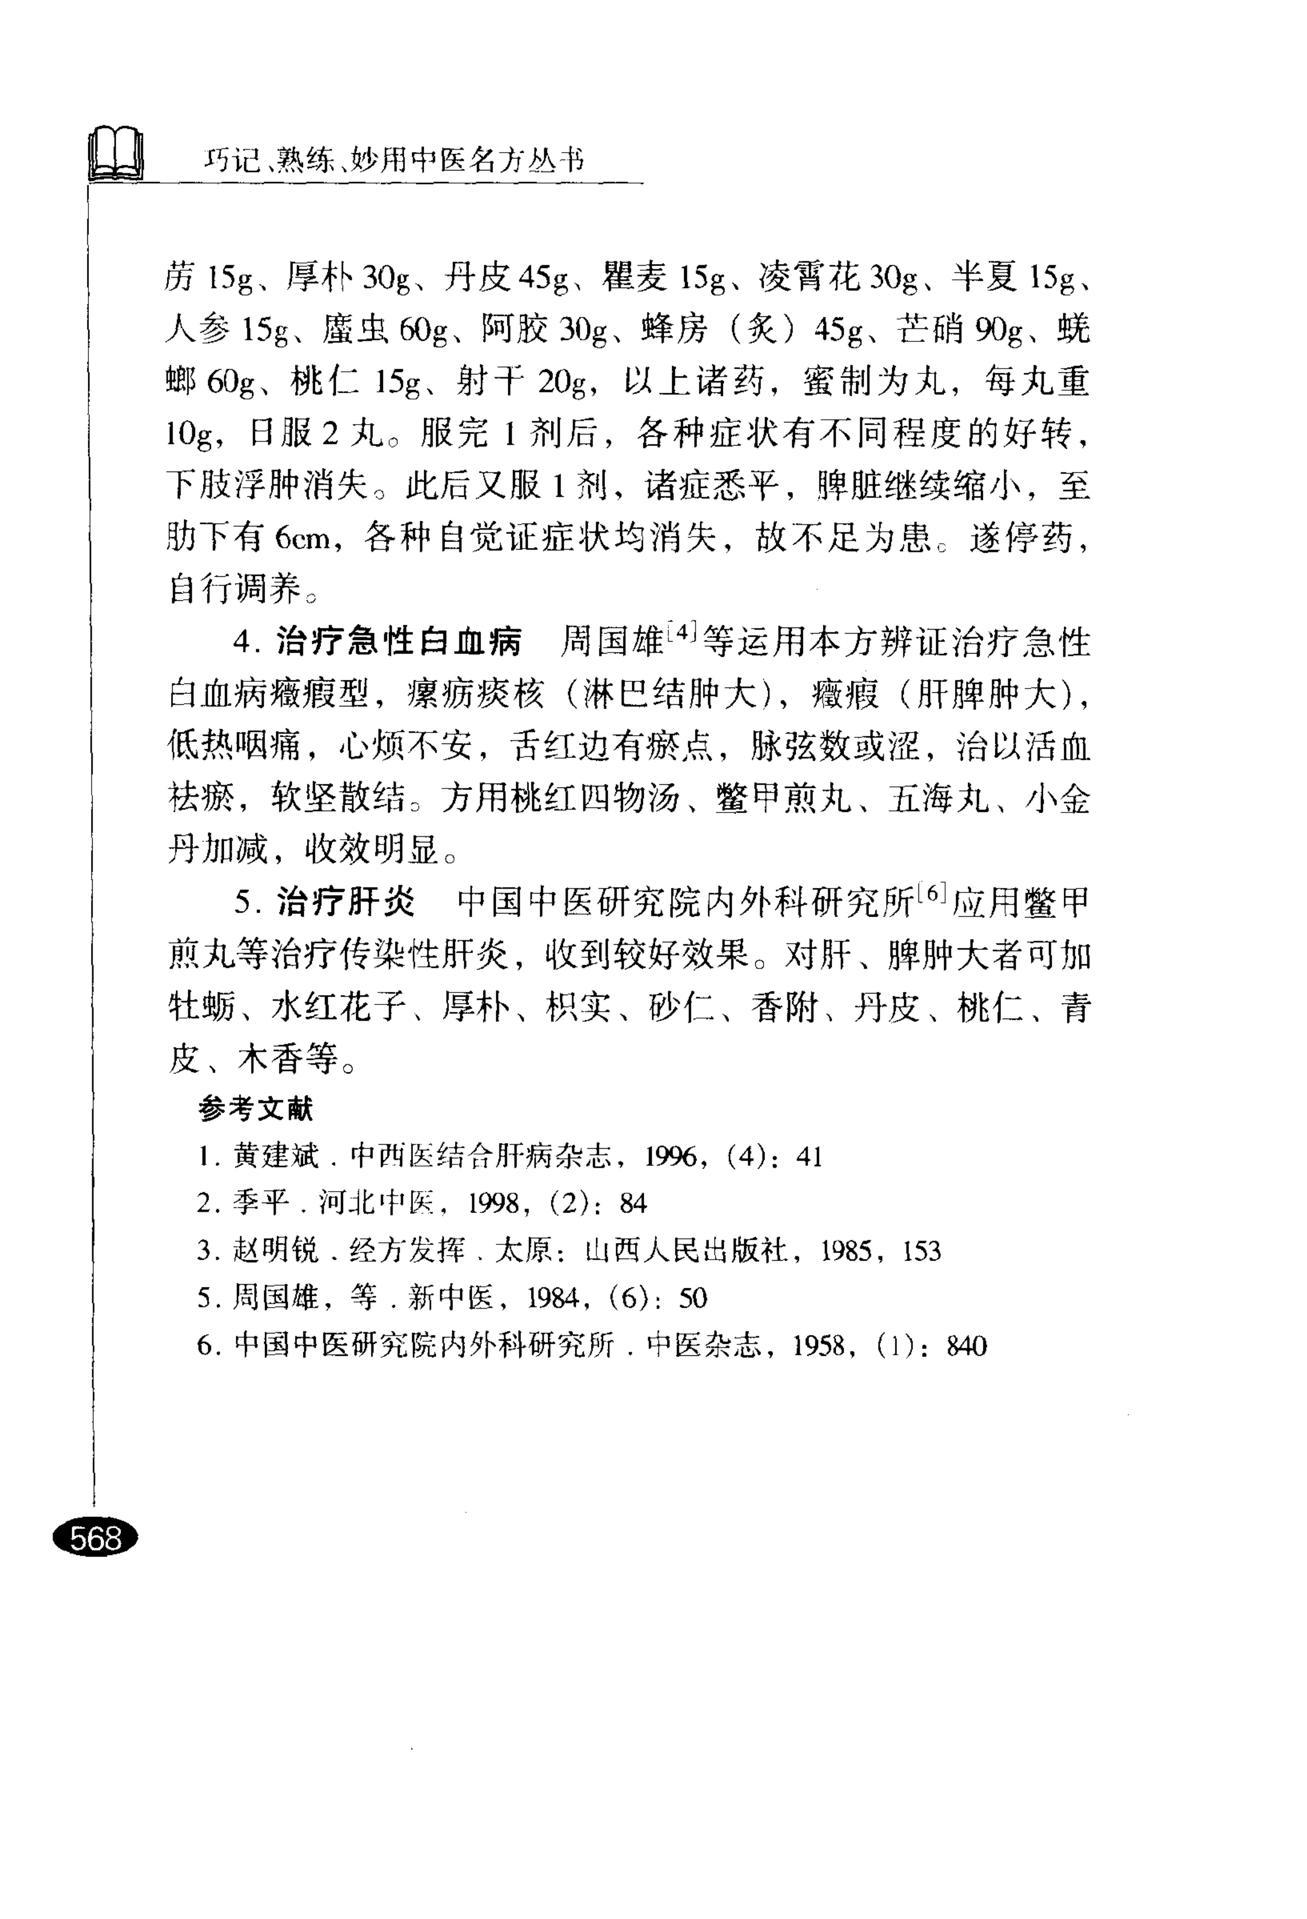 巧记、熟练、妙用中医名方丛书
苈 15g、厚朴 30g、丹皮 45g、瞿麦 15g、凌霄花 30g、半夏 15g、
人参 15g、䗪虫 60g、阿胶 30g、蜂房（炙）45g、芒硝 90g、蜣
螂 60g、桃仁 15g、射干 20g，以上诸药，蜜制为丸，每丸重
10g，日服 2 丸。服完 1 剂后，各种症状有不同程度的好转，
下肢浮肿消失。此后又服 1 剂，诸症悉平，脾脏继续缩小，至
肋下有 6cm，各种自觉证症状均消失，故不足为患。遂停药，
自行调养。
4. 治疗急性白血病 周国雄[4]等运用本方辨证治疗急性
白血病癥瘕型，瘰疬痰核（淋巴结肿大），癥瘕（肝脾肿大），
低热咽痛，心烦不安，舌红边有瘀点，脉弦数或涩，治以活血
祛瘀，软坚散结。方用桃红四物汤、鳖甲煎丸、五海丸、小金
丹加减，收效明显。
5. 治疗肝炎 中国中医研究院内外科研究所[6]应用鳖甲
煎丸等治疗传染性肝炎，收到较好效果。对肝、脾肿大者可加
牡蛎、水红花子、厚朴、枳实、砂仁、香附、丹皮、桃仁、青
皮、木香等。
参考文献
1. 黄建斌．中西医结合肝病杂志，1996，(4)：41
2. 季平．河北中医，1998，(2)：84
3. 赵明锐．经方发挥．太原：山西人民出版社，1985，153
5. 周国雄，等．新中医，1984，(6)：50
6. 中国中医研究院内外科研究所．中医杂志，1958，(1)：840
568